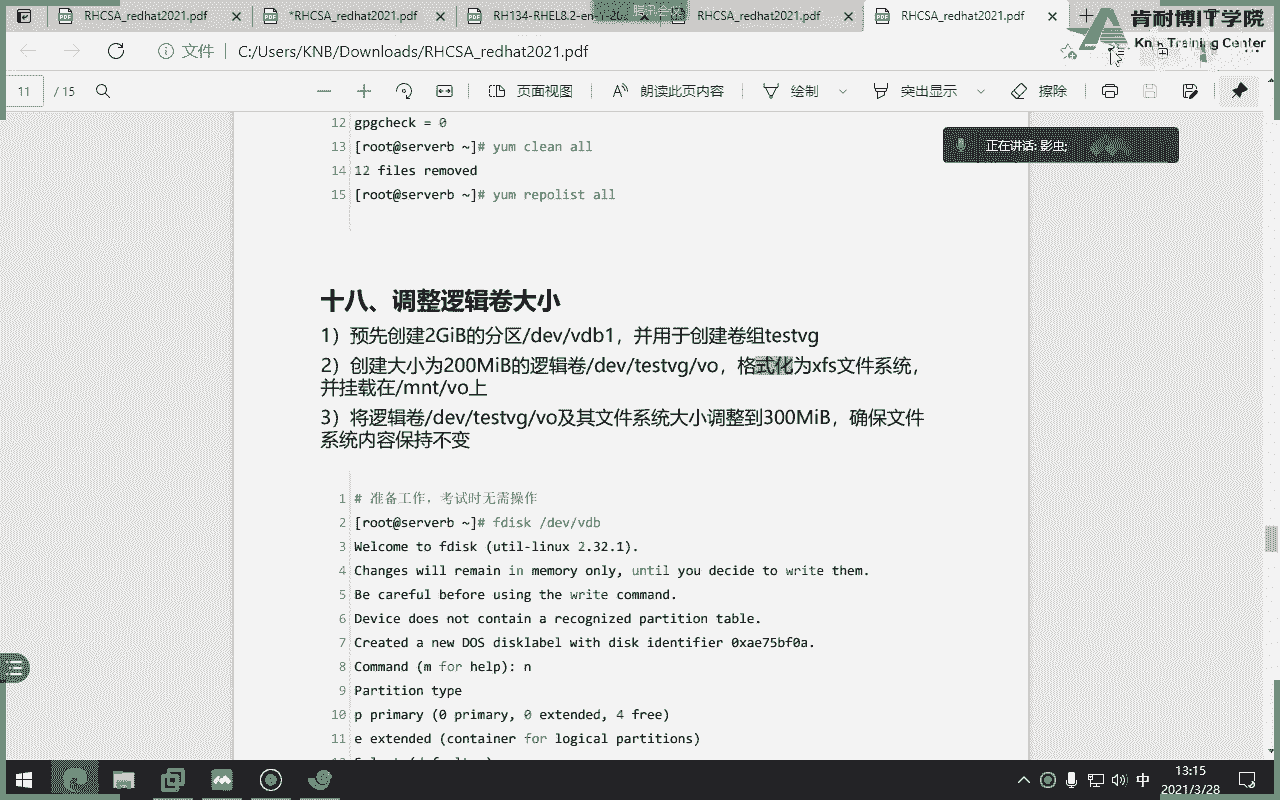 RHCSA_redhat2021.pdf
*RHCSA_redhat2021.pdf
RH134-RHEL8.2-en-1-202
RHCSA_redhat2021.pdf
RHCSA_redhat2021.pdf
肯耐博IT学院
文件 C:/Users/KNB/Downloads/RHCSA_redhat2021.pdf
Training Center
11 / 15 页面视图 朗读此页内容 绘制 突出显示 擦除
正在讲话: 影虫;
12 gpgcheck = 0
13 [root@serverb ~]# yum clean all
14 12 files removed
15 [root@serverb ~]# yum repolist all
十八、调整逻辑卷大小
1）预先创建2GiB的分区/dev/vdb1，并用于创建卷组testvg
2）创建大小为200MiB的逻辑卷/dev/testvg/vo，格式化为xfs文件系统，
并挂载在/mnt/vo上
3）将逻辑卷/dev/testvg/vo及其文件系统大小调整到300MiB，确保文件
系统内容保持不变
1 # 准备工作，考试时无需操作
2 [root@serverb ~]# fdisk /dev/vdb
3 Welcome to fdisk (util-linux 2.32.1).
4 Changes will remain in memory only, until you decide to write them.
5 Be careful before using the write command.
6 Device does not contain a recognized partition table.
7 Created a new DOS disklabel with disk identifier 0xae75bf0a.
8 Command (m for help): n
9 Partition type
10 p primary (0 primary, 0 extended, 4 free)
11 e extended (container for logical partitions)
中 13:15
2021/3/28